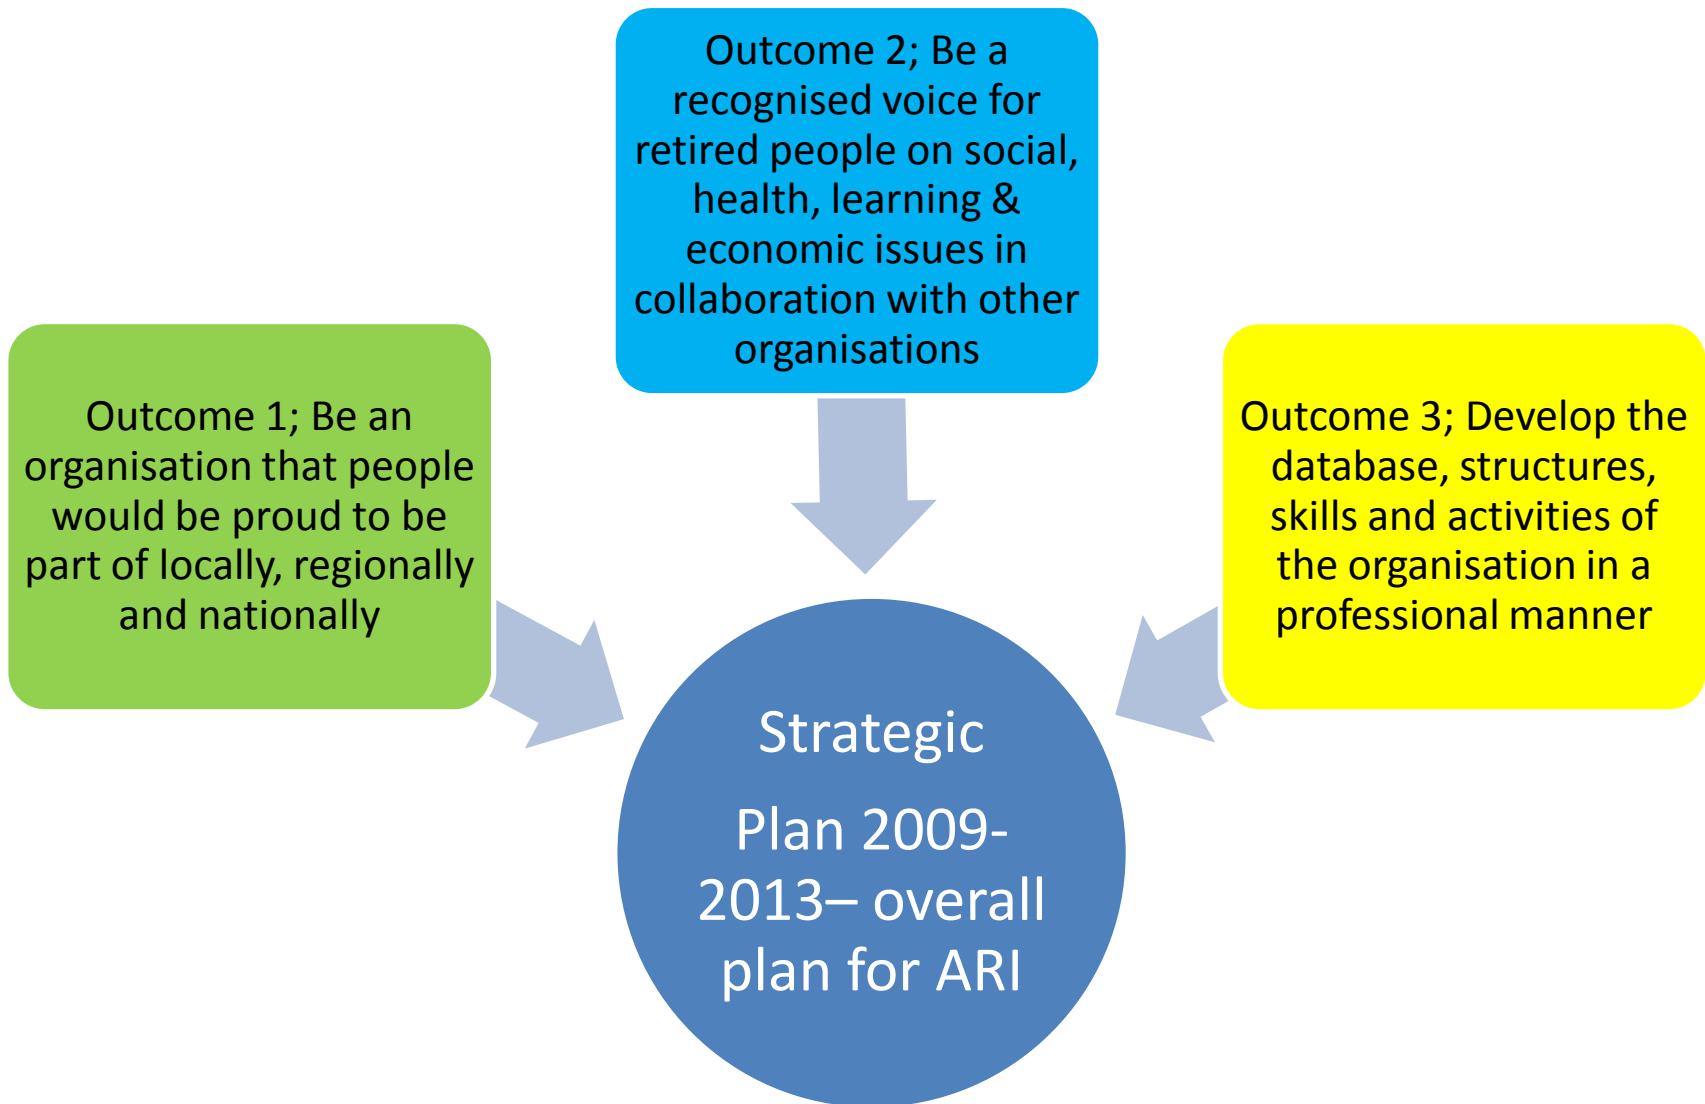 Outcome 2; Be a
recognised voice for
retired people on social,
health, learning &
economic issues in
collaboration with other
organisations
Outcome 1; Be an
organisation that people
would be proud to be
part of locally, regionally
and nationally
Outcome 3; Develop the
database, structures,
skills and activities of
the organisation in a
professional manner
Strategic
Plan 2009-
2013– overall
plan for ARI